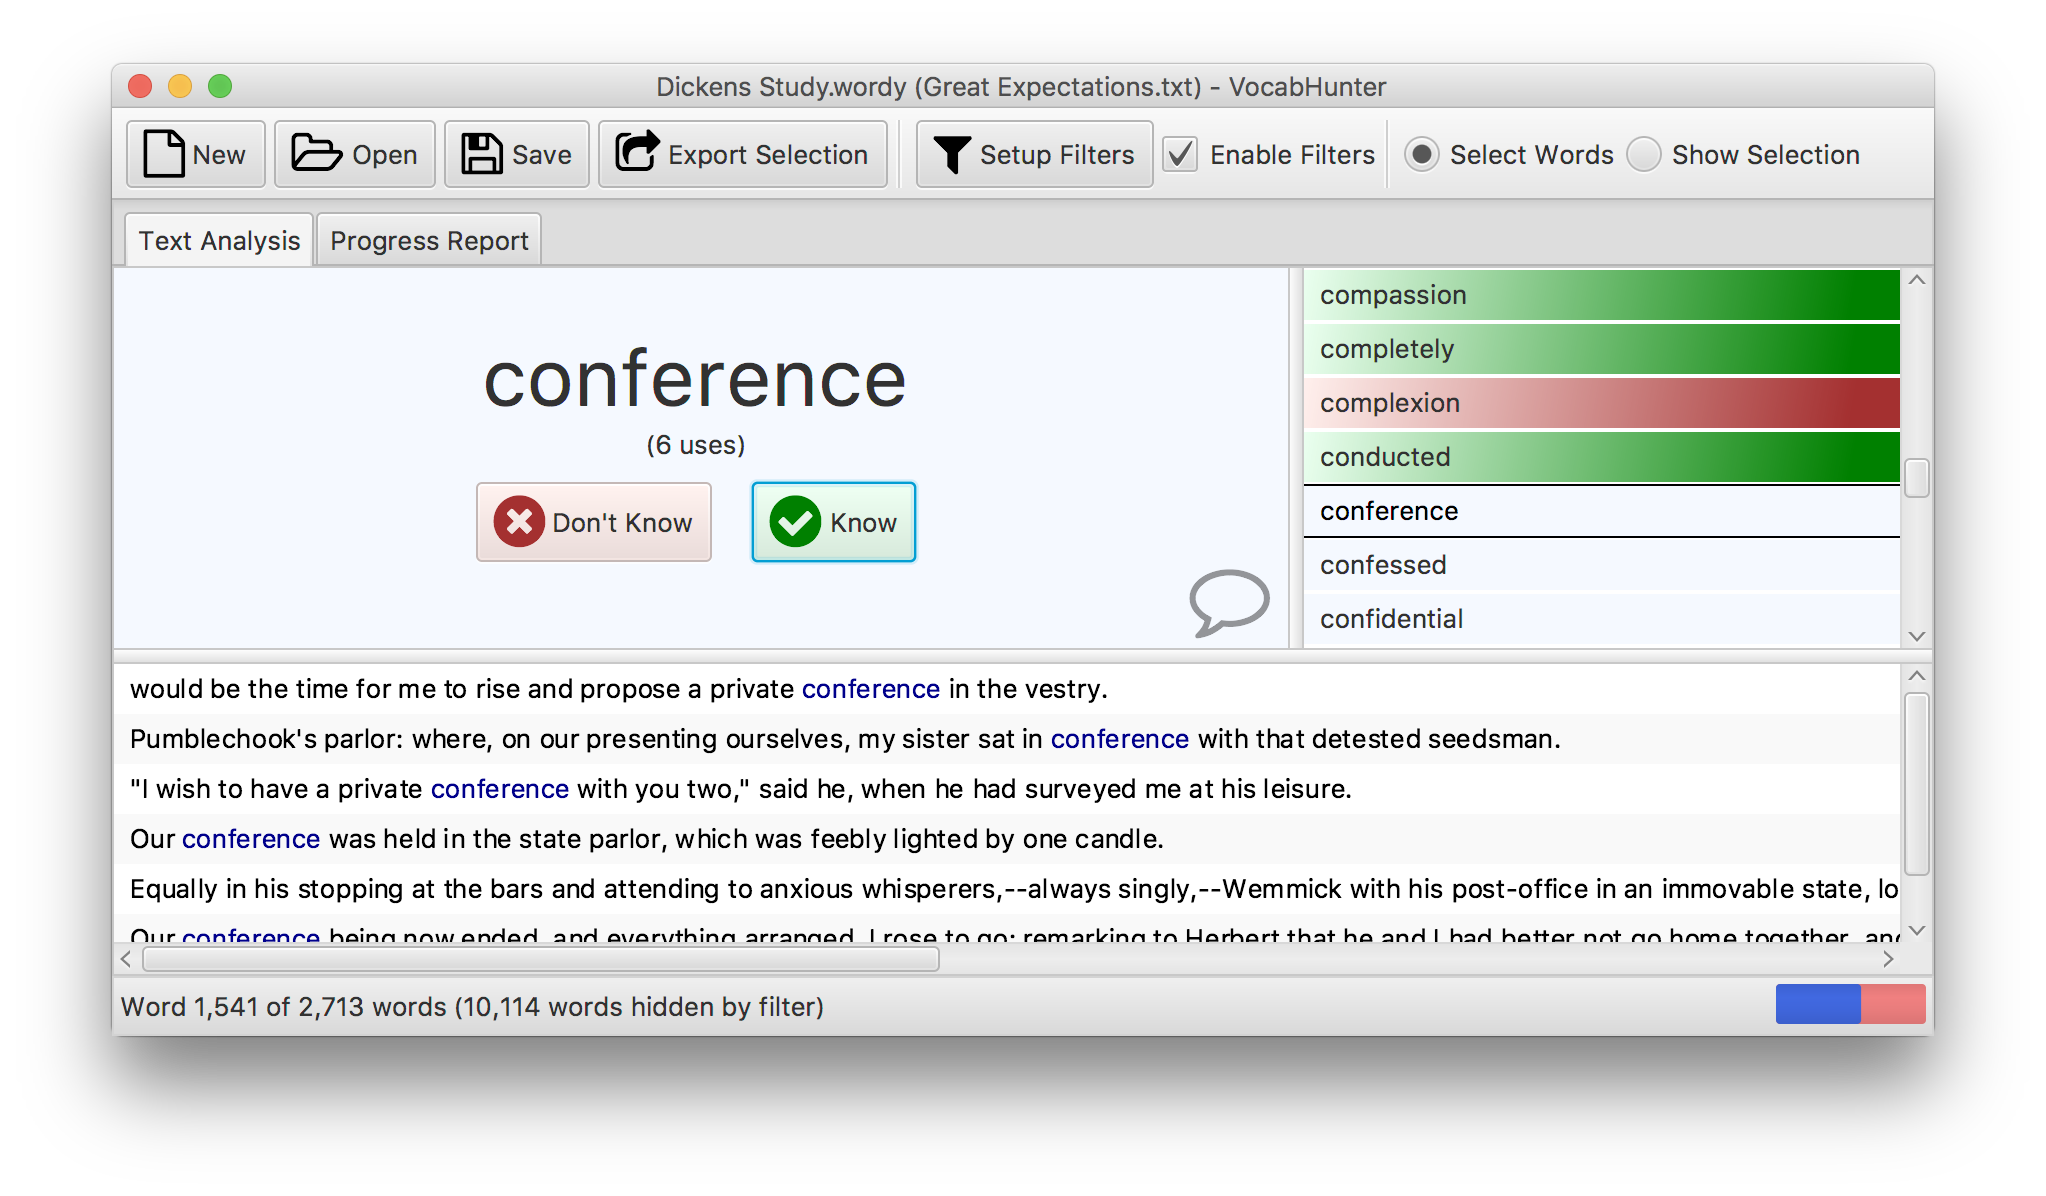 Dickens Study.wordy (Great Expectations.txt) - VocabHunter
New Open Save Export Selection Setup Filters Enable Filters Select Words Show Selection
Text Analysis Progress Report
conference
(6 uses)
Don't Know Know
compassion
completely
complexion
conducted
conference
confessed
confidential
would be the time for me to rise and propose a private conference in the vestry.
Pumblechook's parlor: where, on our presenting ourselves, my sister sat in conference with that detested seedsman.
"I wish to have a private conference with you two," said he, when he had surveyed me at his leisure.
Our conference was held in the state parlor, which was feebly lighted by one candle.
Equally in his stopping at the bars and attending to anxious whisperers,--always singly,--Wemmick with his post-office in an immovable state, lo
Our conference being now ended, and everything arranged, I rose to go; remarking to Herbert that he and I had better not go home together, and
Word 1,541 of 2,713 words (10,114 words hidden by filter)